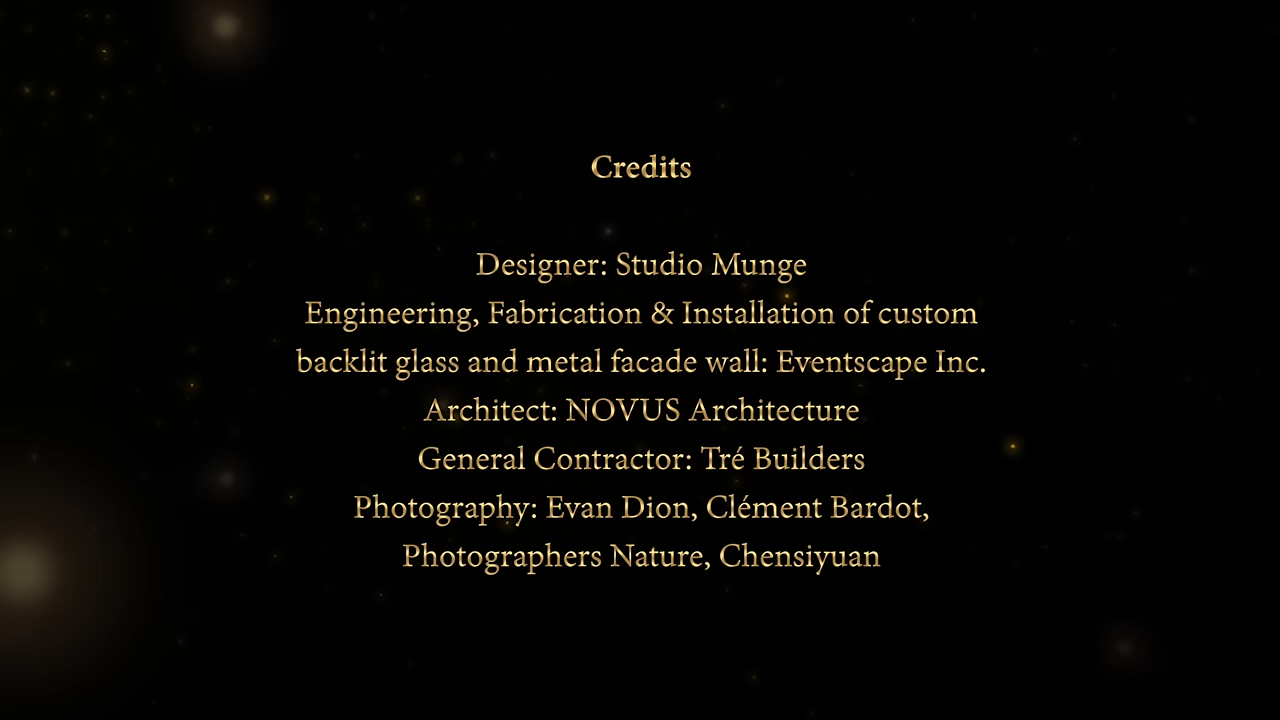 Credits
Designer: Studio Munge
Engineering, Fabrication & Installation of custom
backlit glass and metal facade wall: Eventscape Inc.
Architect: NOVUS Architecture
General Contractor: Tré Builders
Photography: Evan Dion, Clément Bardot,
Photographers Nature, Chensiyuan